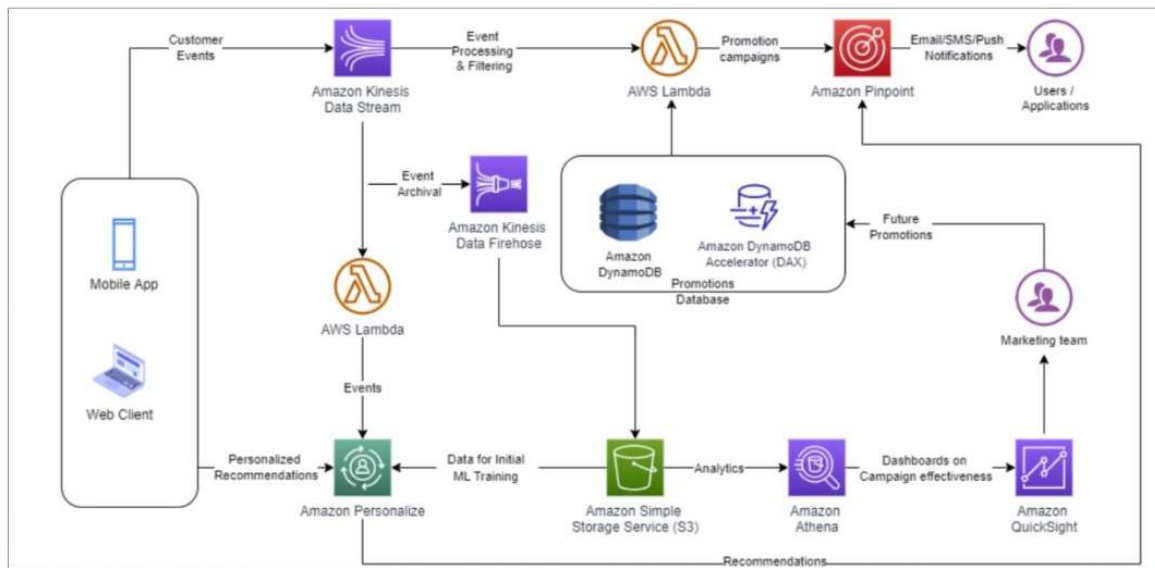 Customer
Events
Event
Processing
& Filtering
Promotion
campaigns
Email/SMS/Push
Notifications
Amazon Kinesis
Data Stream
AWS Lambda
Amazon Pinpoint
Users /
Applications
Event
Archival
Amazon Kinesis
Data Firehose
Amazon
DynamoDB
Amazon DynamoDB
Accelerator (DAX)
Promotions
Database
Future
Promotions
Mobile App
Web Client
AWS Lambda
Marketing team
Events
Personalized
Recommendations
Data for Initial
ML Training
Analytics
Dashboards on
Campaign effectiveness
Amazon Personalize
Amazon Simple
Storage Service (S3)
Amazon
Athena
Amazon
QuickSight
Recommendations